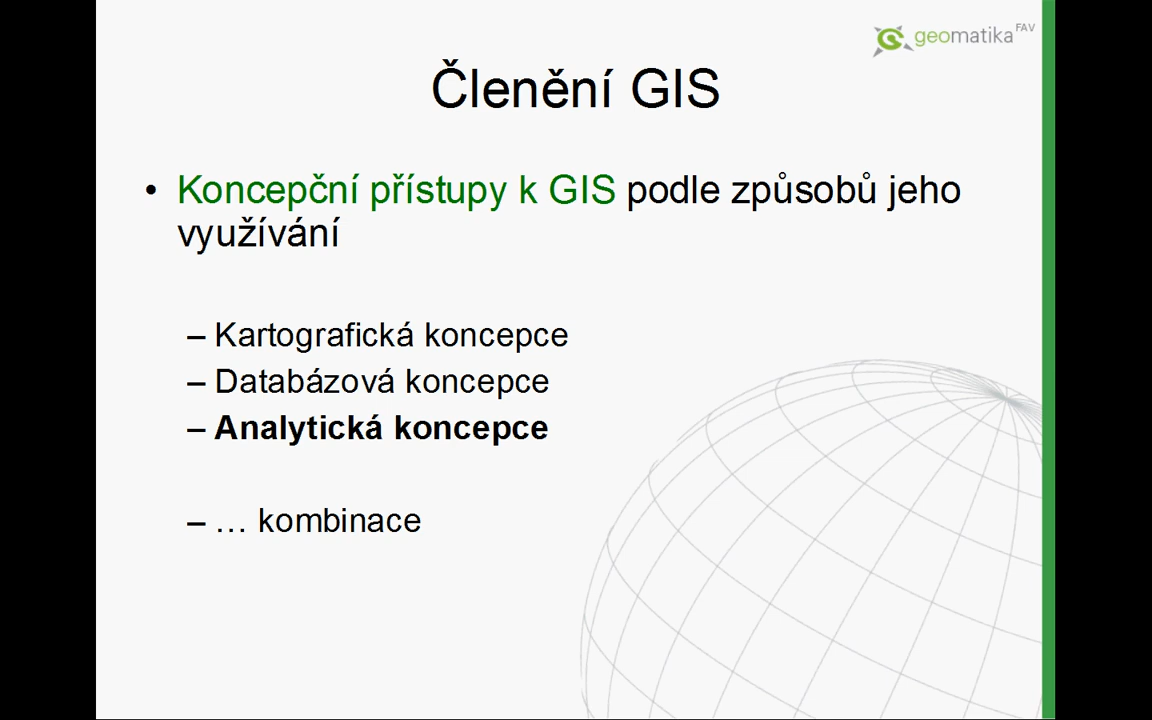 geomatika FAV
Členění GIS
• Koncepční přístupy k GIS podle způsobů jeho
využívání
– Kartografická koncepce
– Databázová koncepce
– Analytická koncepce
– … kombinace